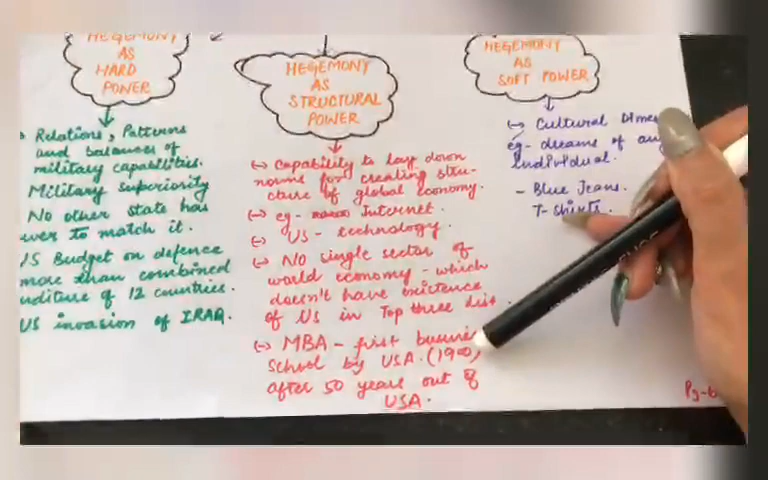 HEGEMONY
AS
HARD
POWER
Relations, Patterns
and balances of
military capabilities.
Military Superiority
No other state has
to match it.
US Budget on defence
more than combined
of 12 countries.
US invasion of IRAQ.
HEGEMONY
AS
STRUCTURAL
POWER
Capability to lay down
norms for creating stru-
cture of global economy.
eg- Internet.
US - technology.
No single sector of
world economy - which
doesn't have existence
of US in Top three list.
MBA - first
School by USA. (1900)
after 50 years out of
USA.
HEGEMONY
AS
SOFT POWER
Cultural
eg- dreams of
individual.
- Blue Jeans.
T-shirts.